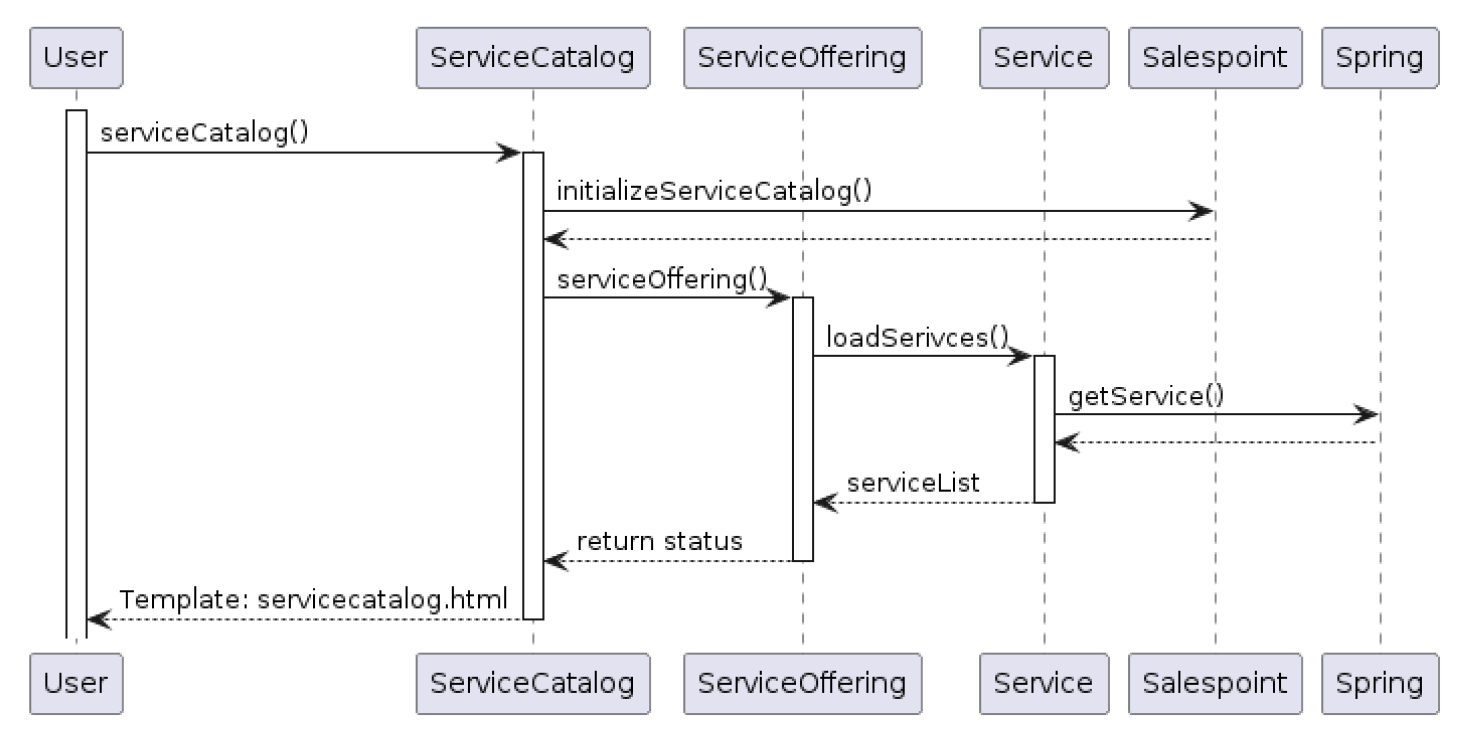 User ServiceCatalog ServiceOffering Service Salespoint Spring
serviceCatalog()
initializeServiceCatalog()
serviceOffering()
loadSerivces()
getService()
serviceList
return status
Template: servicecatalog.html
User ServiceCatalog ServiceOffering Service Salespoint Spring